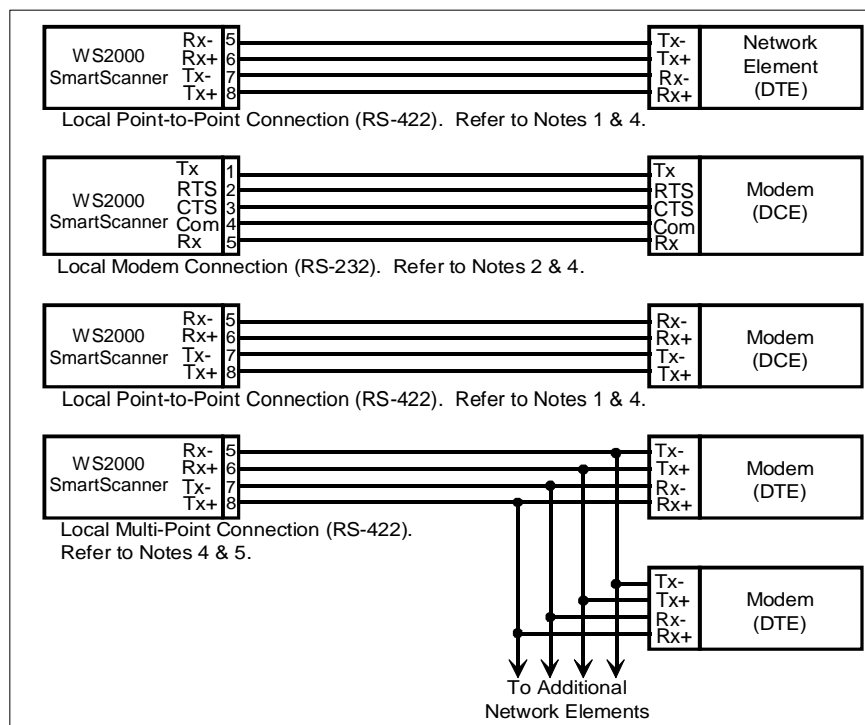 WS2000
SmartScanner
Rx- 5
Rx+ 6
Tx- 7
Tx+ 8
Tx-
Tx+
Rx-
Rx+
Network
Element
(DTE)
Local Point-to-Point Connection (RS-422). Refer to Notes 1 & 4.
WS2000
SmartScanner
Tx 1
RTS 2
CTS 3
Com 4
Rx 5
Tx
RTS
CTS
Com
Rx
Modem
(DCE)
Local Modem Connection (RS-232). Refer to Notes 2 & 4.
WS2000
SmartScanner
Rx- 5
Rx+ 6
Tx- 7
Tx+ 8
Rx-
Rx+
Tx-
Tx+
Modem
(DCE)
Local Point-to-Point Connection (RS-422). Refer to Notes 1 & 4.
WS2000
SmartScanner
Rx- 5
Rx+ 6
Tx- 7
Tx+ 8
Tx-
Tx+
Rx-
Rx+
Modem
(DTE)
Local Multi-Point Connection (RS-422).
Refer to Notes 4 & 5.
Tx-
Tx+
Rx-
Rx+
Modem
(DTE)
To Additional
Network Elements